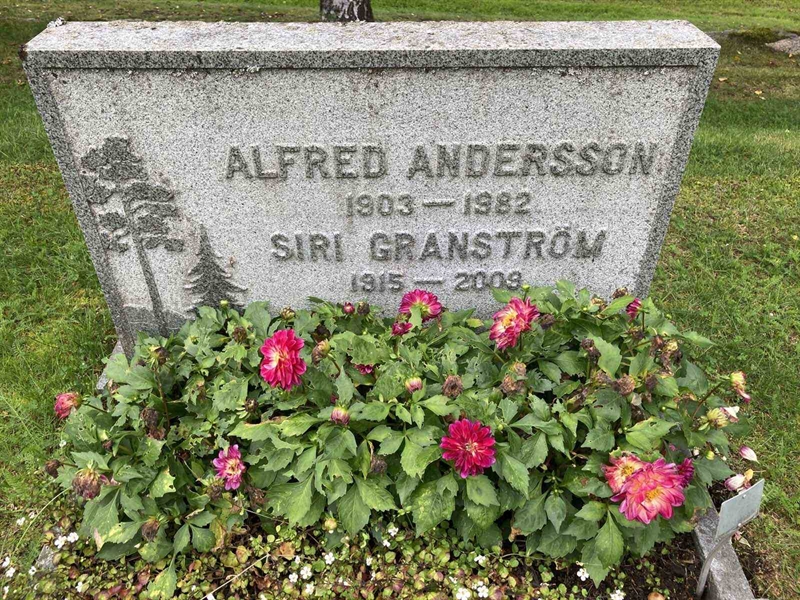 ALFRED ANDERSSON
1903 — 1982
SIRI GRANSTRÖM
1915 — 2009